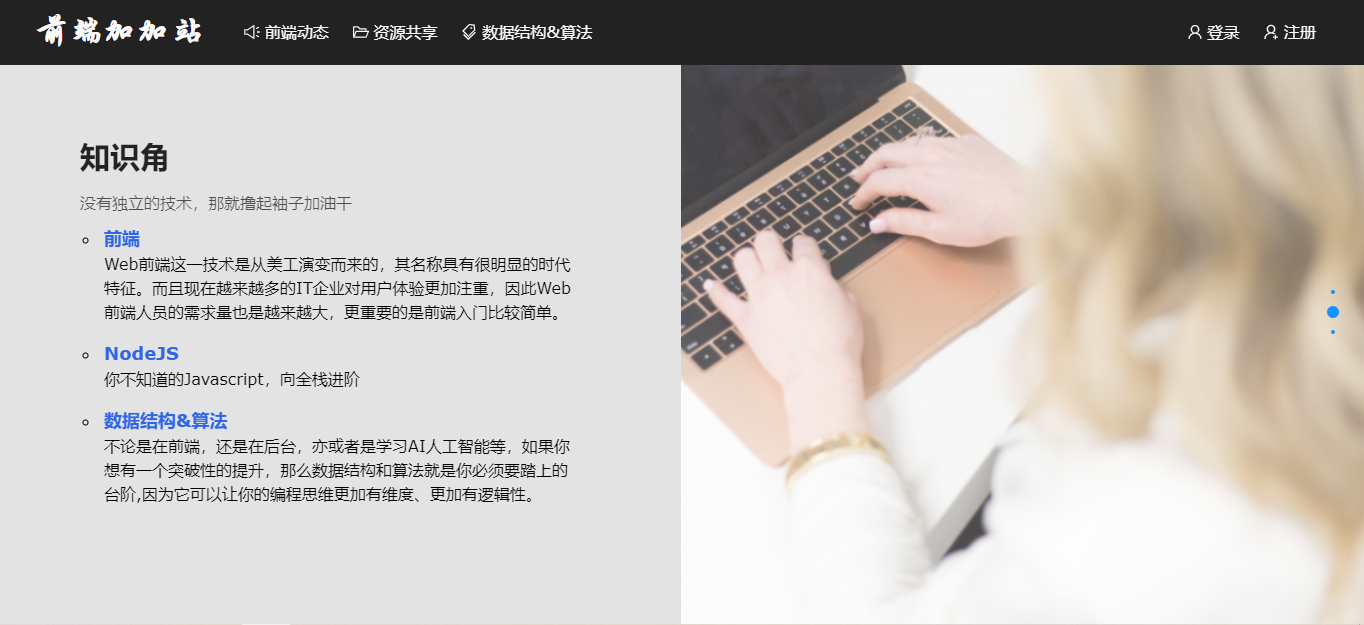 前端加加站
前端动态
资源共享
数据结构&算法
登录
注册
知识角
没有独立的技术，那就撸起袖子加油干
前端
Web前端这一技术是从美工演变而来的，其名称具有很明显的时代
特征。而且现在越来越多的IT企业对用户体验更加注重，因此Web
前端人员的需求量也是越来越大，更重要的是前端入门比较简单。
NodeJS
你不知道的Javascript，向全栈进阶
数据结构&算法
不论是在前端，还是在后台，亦或者是学习AI人工智能等，如果你
想有一个突破性的提升，那么数据结构和算法就是你必须要踏上的
台阶,因为它可以让你的编程思维更加有维度、更加有逻辑性。